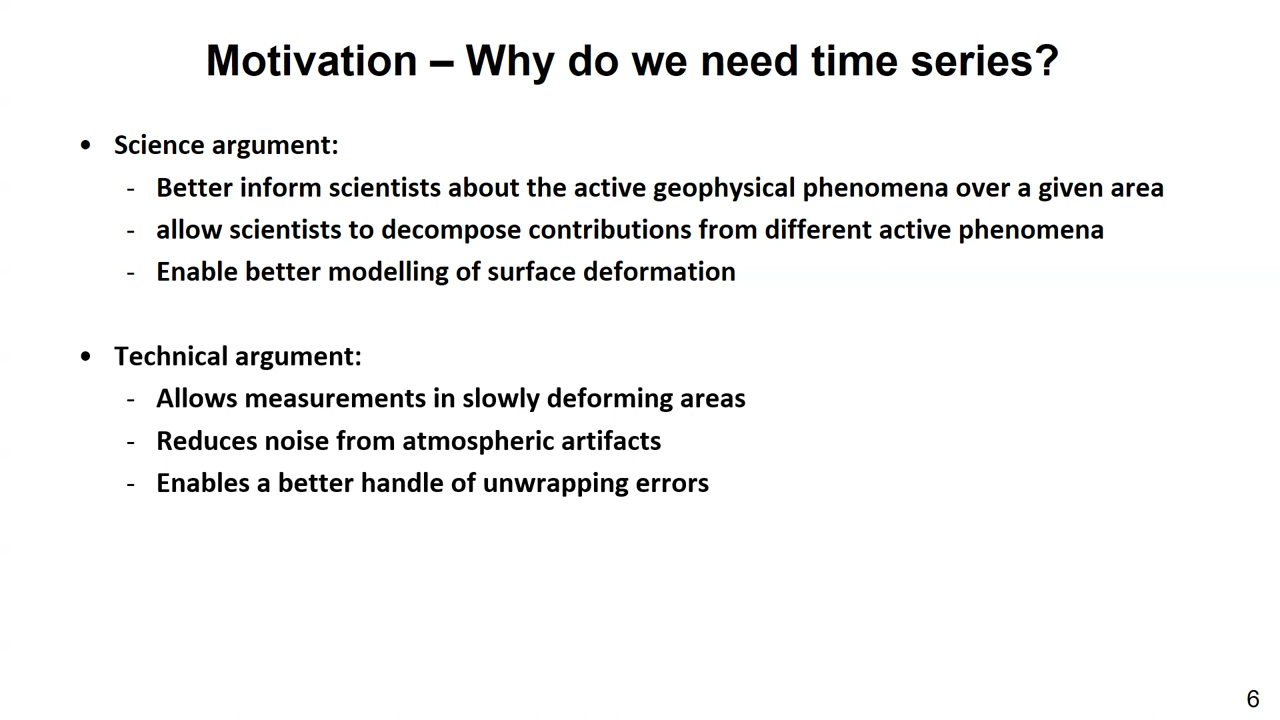 Motivation – Why do we need time series?
• Science argument:
- Better inform scientists about the active geophysical phenomena over a given area
- allow scientists to decompose contributions from different active phenomena
- Enable better modelling of surface deformation
• Technical argument:
- Allows measurements in slowly deforming areas
- Reduces noise from atmospheric artifacts
- Enables a better handle of unwrapping errors
6